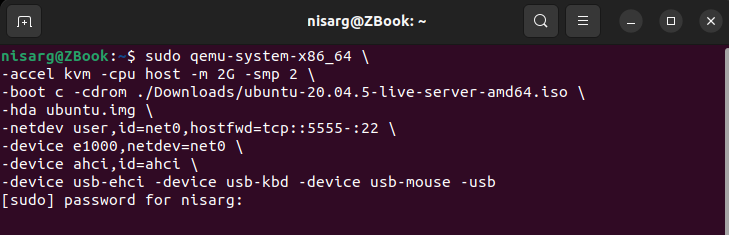 nisarg@ZBook: ~
nisarg@ZBook:~$ sudo qemu-system-x86_64 \
-accel kvm -cpu host -m 2G -smp 2 \
-boot c -cdrom ./Downloads/ubuntu-20.04.5-live-server-amd64.iso \
-hda ubuntu.img \
-netdev user,id=net0,hostfwd=tcp::5555-:22 \
-device e1000,netdev=net0 \
-device ahci,id=ahci \
-device usb-ehci -device usb-kbd -device usb-mouse -usb
[sudo] password for nisarg: